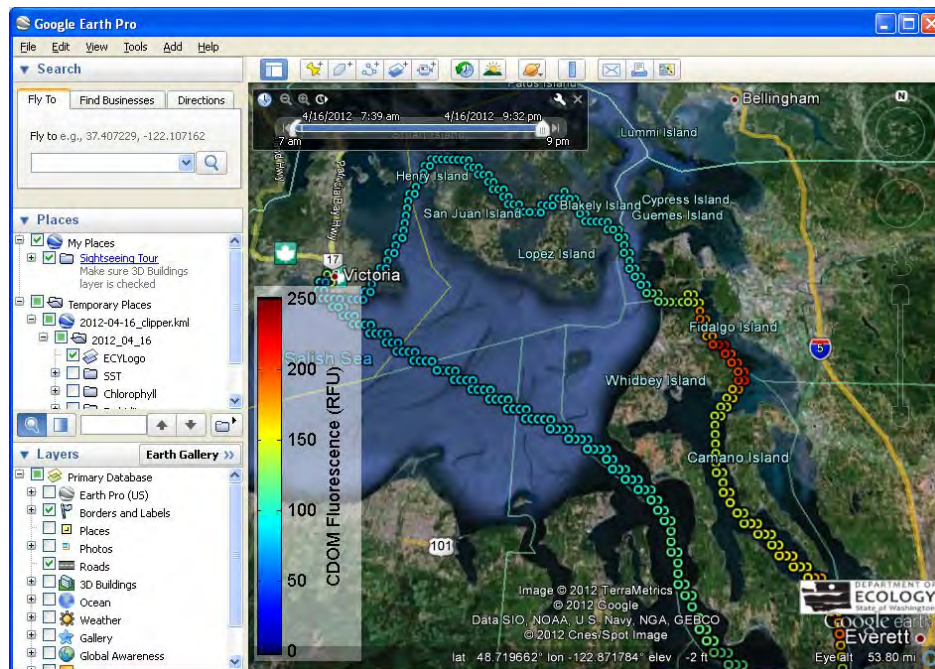 Google Earth Pro
File Edit View Tools Add Help
Search
Fly To Find Businesses Directions
Fly to e.g., 37.407229, -122.107162
Places
My Places
Sightseeing Tour
Make sure 3D Buildings
layer is checked
Temporary Places
2012-04-16_clipper.kml
2012_04_16
ECYLogo
SST
Chlorophyll
Layers
Earth Gallery >>
Primary Database
Earth Pro (US)
Borders and Labels
Places
Photos
Roads
3D Buildings
Ocean
Weather
Gallery
Global Awareness
4/16/2012 7:39 am 4/16/2012 9:32 pm
7 am 9 pm
N
Bellingham
Lummi Island
Henry Island
Cypress Island
Blakely Island
Guemes Island
San Juan Island
Lopez Island
17
Victoria
Fidalgo Island
5
Salish Sea
Whidbey Island
Camano Island
101
250
200
150
100
50
0
CDOM Fluorescence (RFU)
Image © 2012 TerraMetrics
© 2012 Google
Data SIO, NOAA, U.S. Navy, NGA, GEBCO
© 2012 Cnes/Spot Image
DEPARTMENT OF
ECOLOGY
State of Washington
Google earth
Everett
lat 48.719662° lon -122.871784° elev -2 ft
Eye alt 53.80 mi